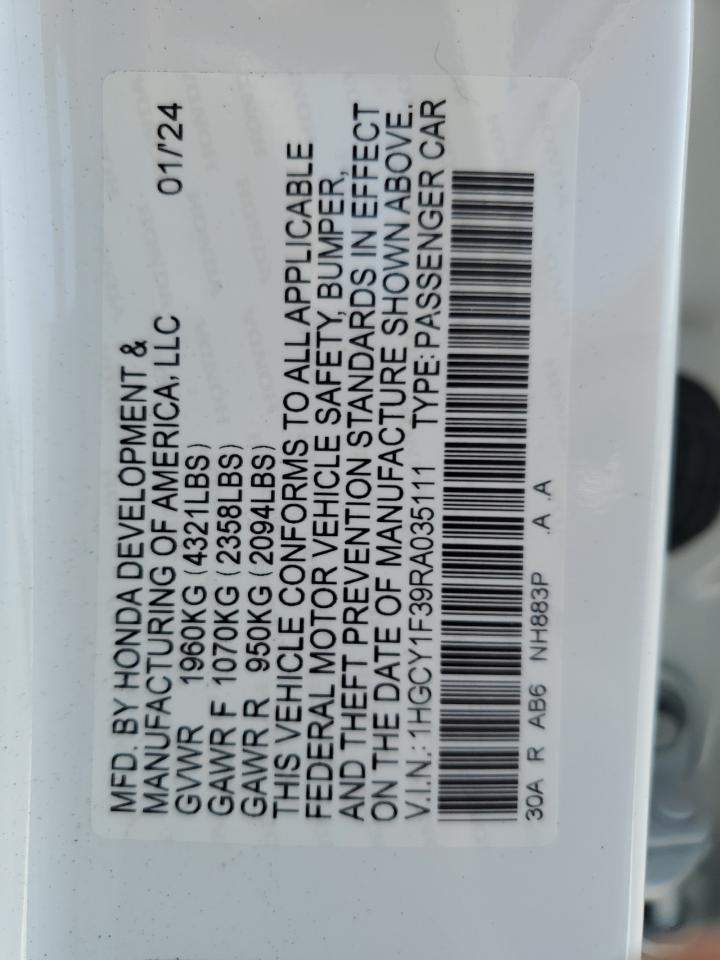 MFD. BY HONDA DEVELOPMENT &
MANUFACTURING OF AMERICA, LLC 01/'24
GVWR 1960KG (4321LBS)
GAWR F 1070KG (2358LBS)
GAWR R 950KG (2094LBS)
THIS VEHICLE CONFORMS TO ALL APPLICABLE
FEDERAL MOTOR VEHICLE SAFETY, BUMPER,
AND THEFT PREVENTION STANDARDS IN EFFECT
ON THE DATE OF MANUFACTURE SHOWN ABOVE.
V.I.N.: 1HGCY1F39RA035111 TYPE: PASSENGER CAR
30A R AB6 NH883P .A .A